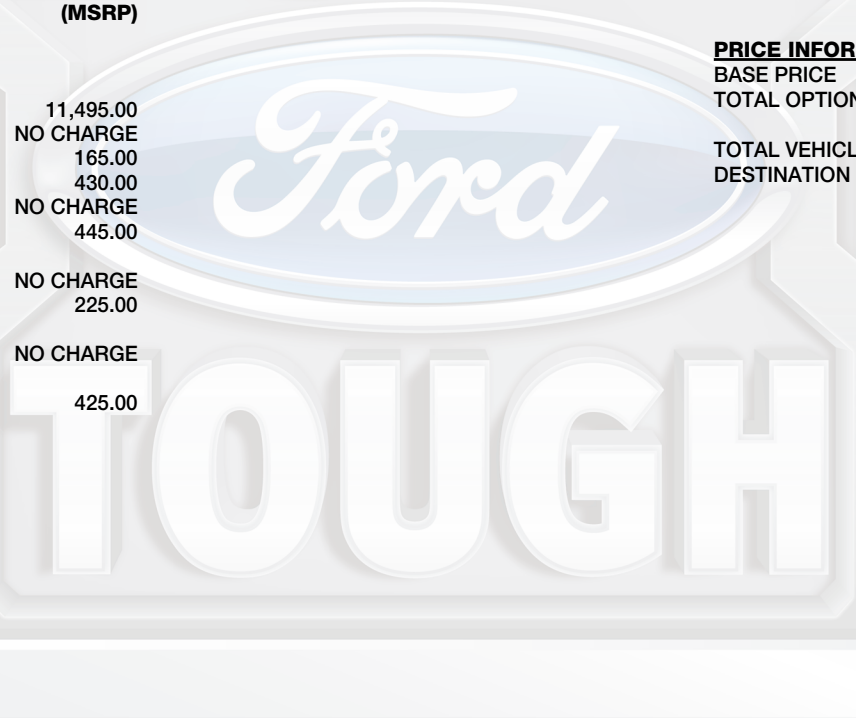 (MSRP)
11,495.00
NO CHARGE
165.00
430.00
NO CHARGE
445.00
NO CHARGE
225.00
NO CHARGE
425.00
PRICE INFOR
BASE PRICE
TOTAL OPTION
TOTAL VEHICL
DESTINATION
Ford
TOUGH